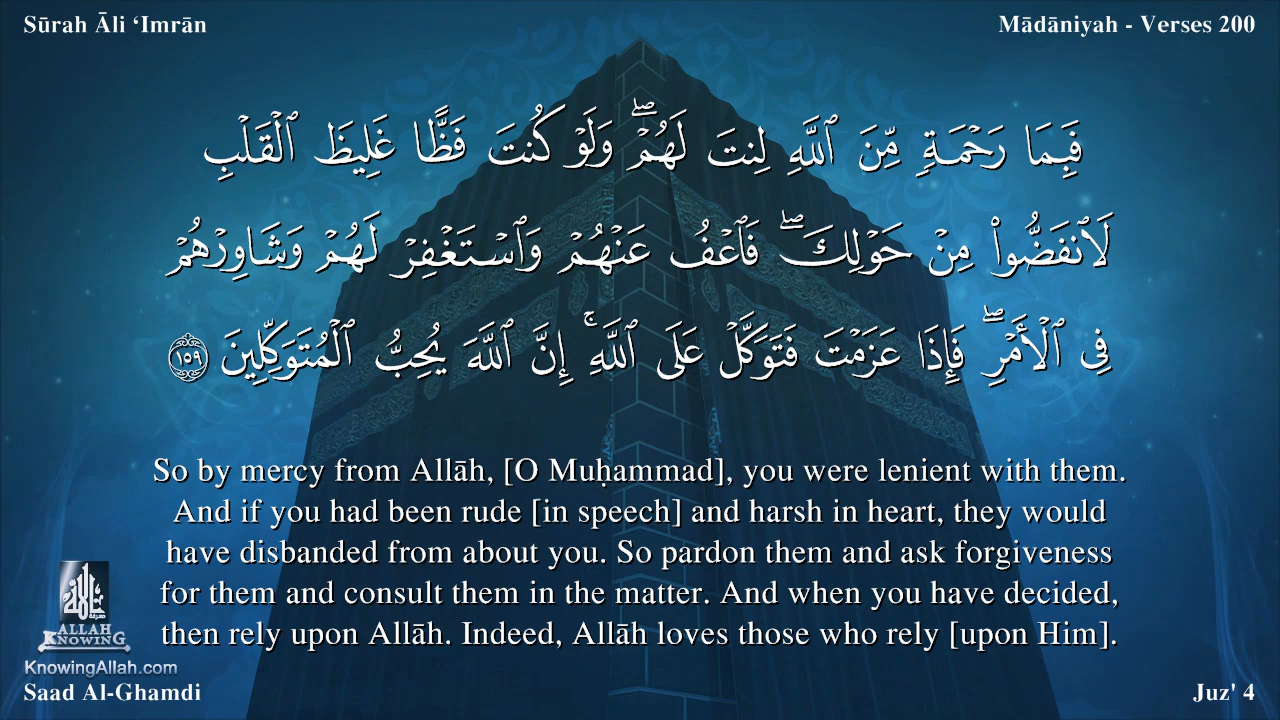 Sūrah Āli ‘Imrān
Mādāniyah - Verses 200
فَبِمَا رَحْمَةٍ مِّنَ ٱللَّهِ لِنتَ لَهُمْ ۖ وَلَوْ كُنتَ فَظًّا غَلِيظَ ٱلْقَلْبِ
لَٱنفَضُّوا۟ مِنْ حَوْلِكَ ۖ فَٱعْفُ عَنْهُمْ وَٱسْتَغْفِرْ لَهُمْ وَشَاوِرْهُمْ
فِى ٱلْأَمْرِ ۖ فَإِذَا عَزَمْتَ فَتَوَكَّلْ عَلَى ٱللَّهِ ۚ إِنَّ ٱللَّهَ يُحِبُّ ٱلْمُتَوَكِّلِينَ ١٥٩
So by mercy from Allāh, [O Muḥammad], you were lenient with them.
And if you had been rude [in speech] and harsh in heart, they would
have disbanded from about you. So pardon them and ask forgiveness
for them and consult them in the matter. And when you have decided,
then rely upon Allāh. Indeed, Allāh loves those who rely [upon Him].
ALLAH
KNOWING
KnowingAllah.com
Saad Al-Ghamdi
Juz' 4